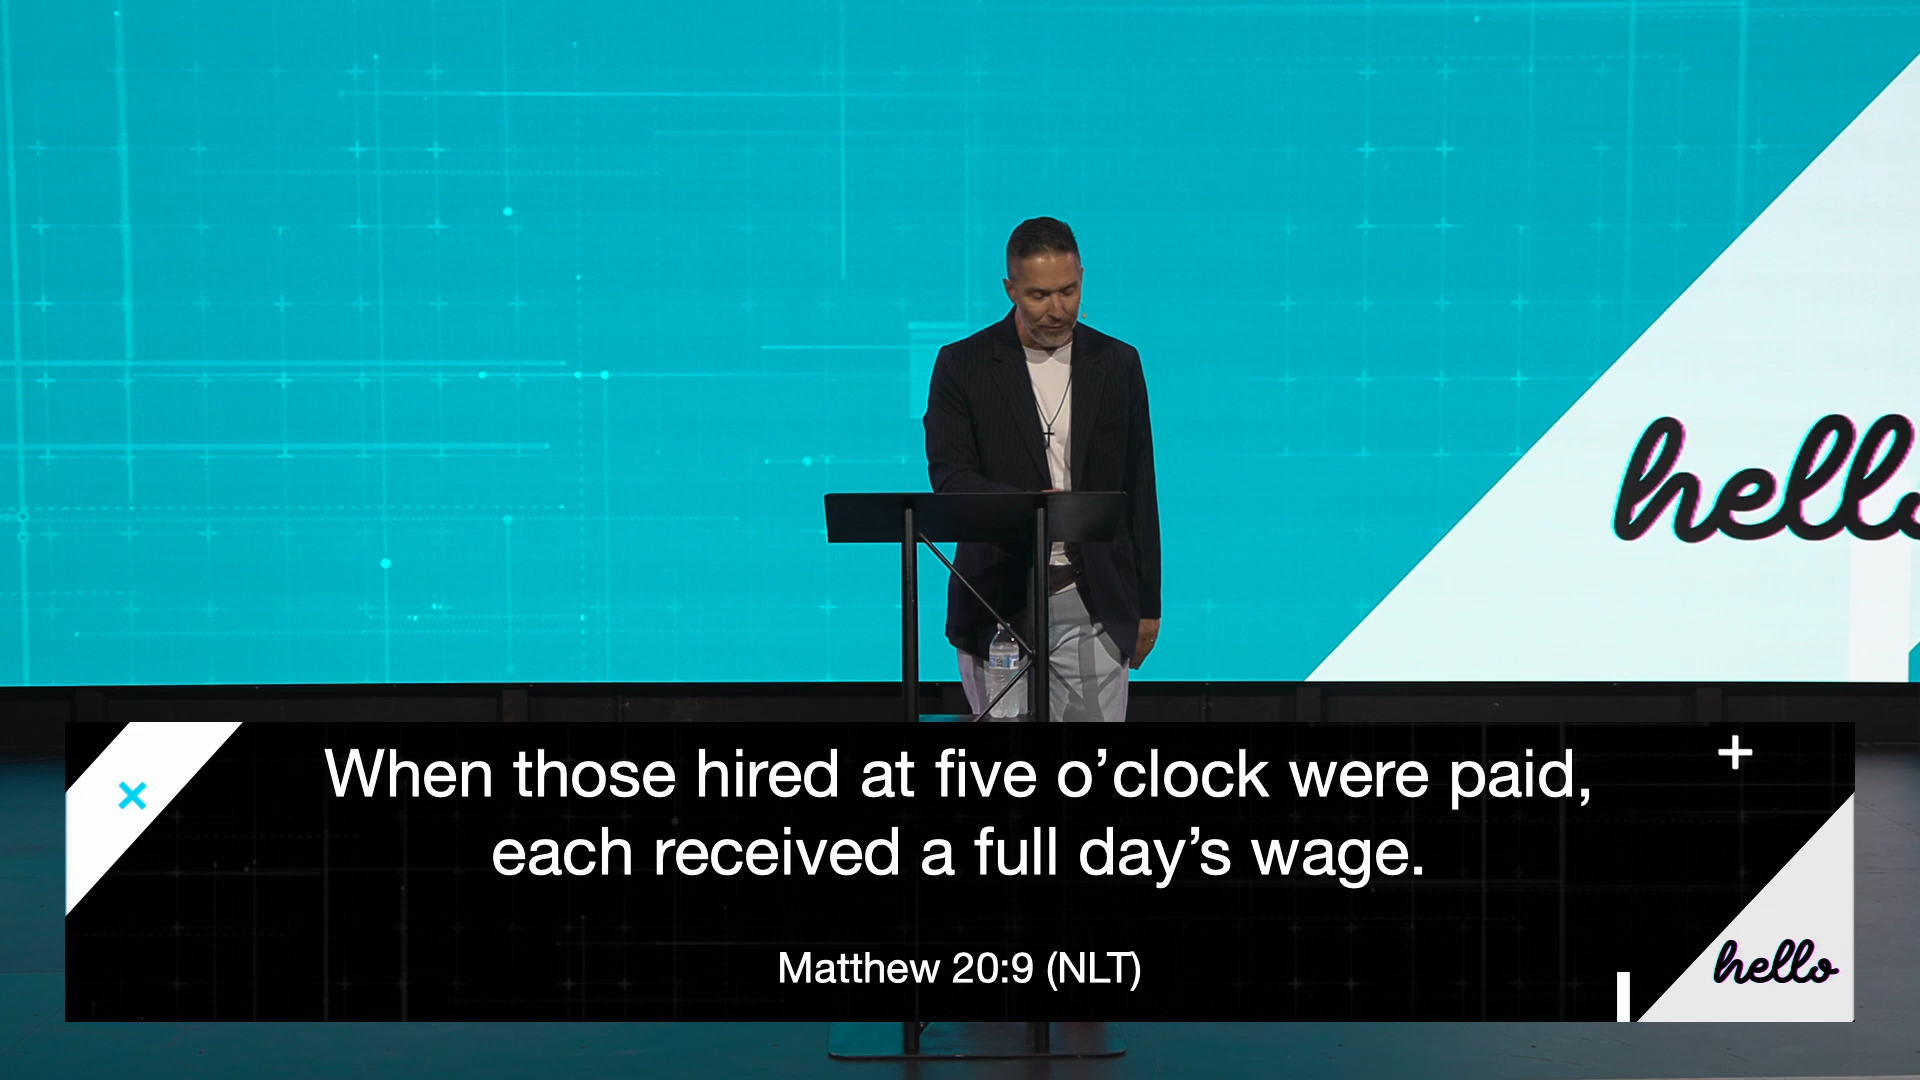 hello
When those hired at five o’clock were paid,
each received a full day’s wage.
Matthew 20:9 (NLT)
hello